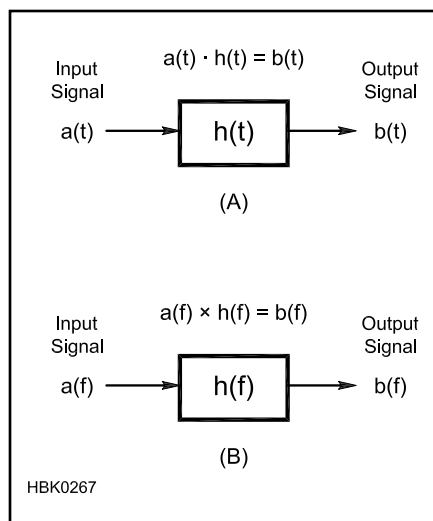 a(t) · h(t) = b(t)
Input Signal
Output Signal
a(t)
h(t)
b(t)
(A)
a(f) × h(f) = b(f)
Input Signal
Output Signal
a(f)
h(f)
b(f)
(B)
HBK0267